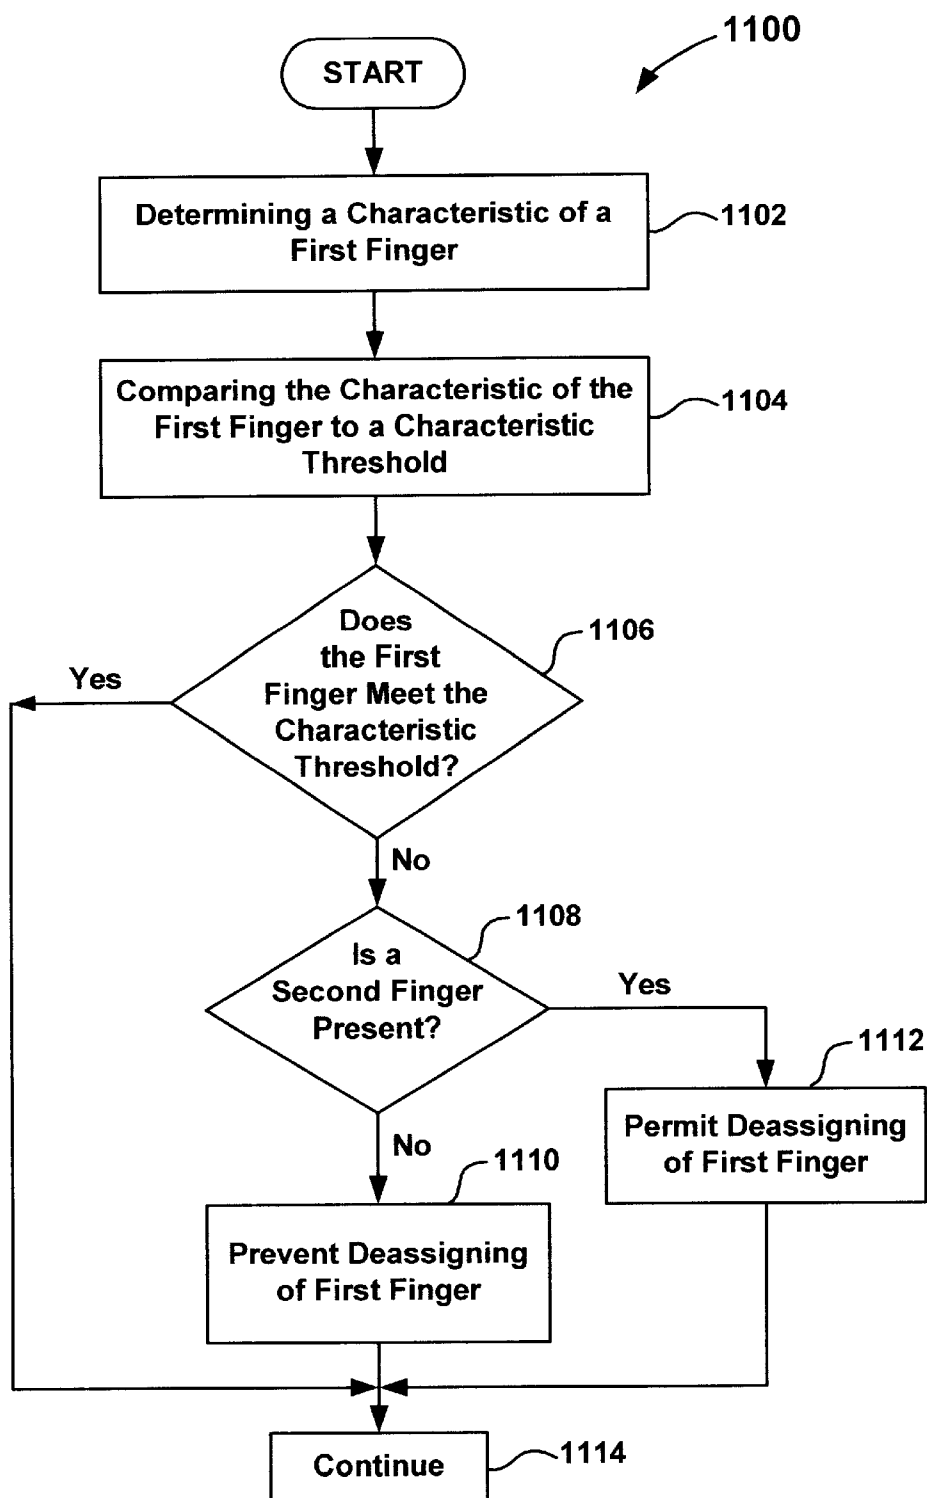 1100
START
Determining a Characteristic of a
First Finger
1102
Comparing the Characteristic of the
First Finger to a Characteristic
Threshold
1104
Does
the First
Finger Meet the
Characteristic
Threshold?
1106
Yes
No
Is a
Second Finger
Present?
1108
Yes
No
Permit Deassigning
of First Finger
1112
Prevent Deassigning
of First Finger
1110
Continue
1114